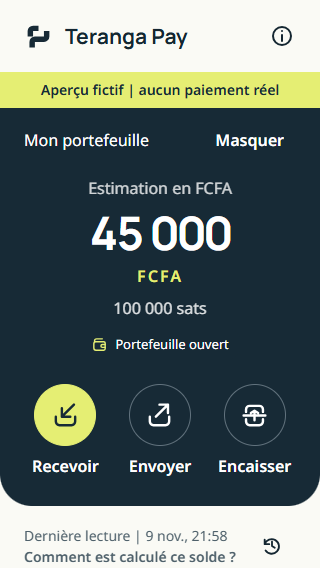 Teranga Pay
Aperçu fictif | aucun paiement réel
Mon portefeuille
Masquer
Estimation en FCFA
45 000
FCFA
100 000 sats
Portefeuille ouvert
Recevoir
Envoyer
Encaisser
Dernière lecture | 9 nov., 21:58
Comment est calculé ce solde ?